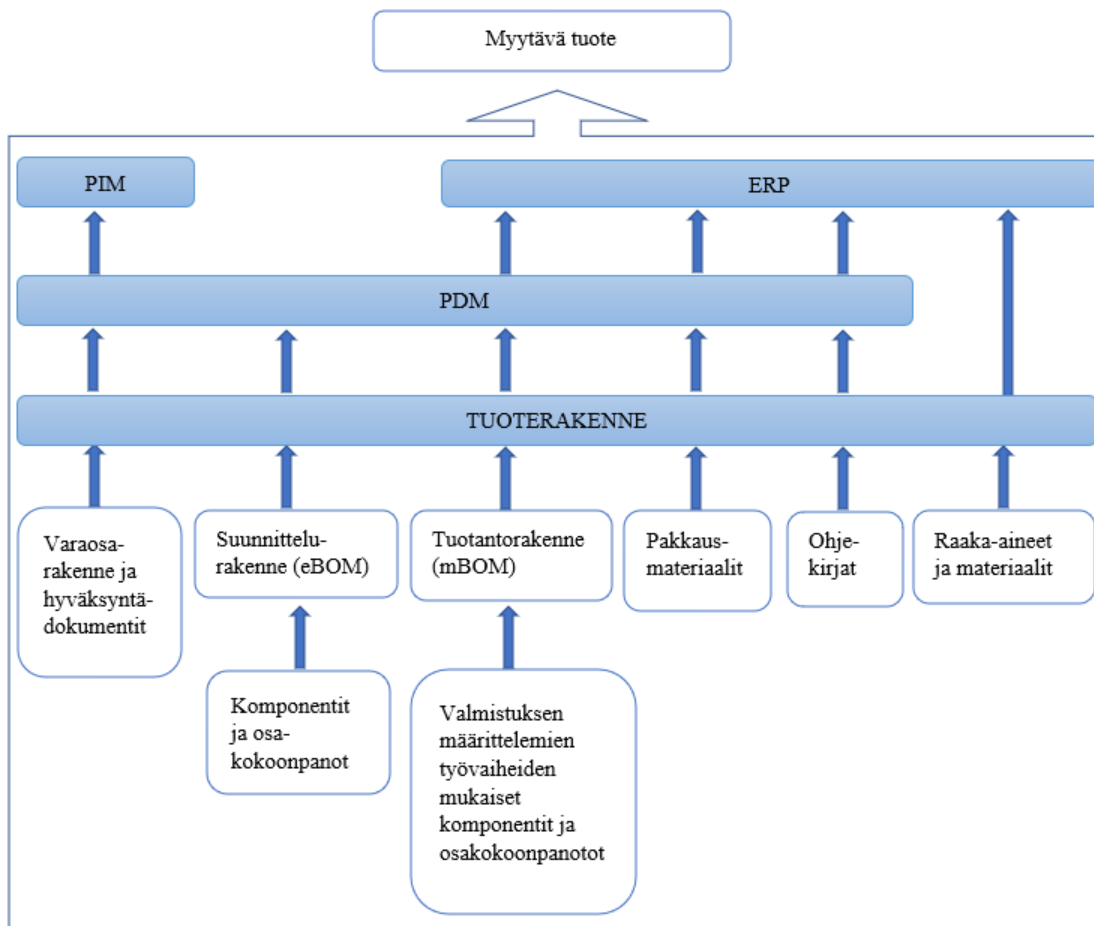 Myytävä tuote
PIM
ERP
PDM
TUOTERAKENNE
Varaosa-
rakenne ja
hyväksyntä-
dokumentit
Suunnittelu-
rakenne (eBOM)
Tuotantorakenne
(mBOM)
Pakkaus-
materiaalit
Ohje-
kirjat
Raaka-aineet
ja materiaalit
Komponentit
ja osa-
kokoonpanot
Valmistuksen
määrittelemien
työvaiheiden
mukaiset
komponentit ja
osakokoonpanotot